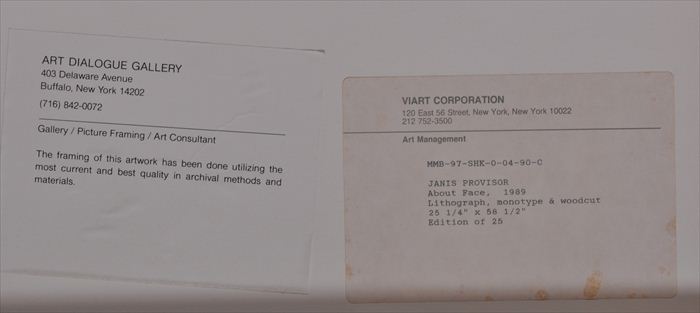 ART DIALOGUE GALLERY
403 Delaware Avenue
Buffalo, New York 14202
(716) 842-0072
Gallery / Picture Framing / Art Consultant
The framing of this artwork has been done utilizing the
most current and best quality in archival methods and
materials.
VIART CORPORATION
120 East 56 Street, New York, New York 10022
212 752-3500
Art Management
MMB-97-SHK-0-04-90-C
JANIS PROVISOR
About Face, 1989
Lithograph, monotype & woodcut
25 1/4" x 58 1/2"
Edition of 25